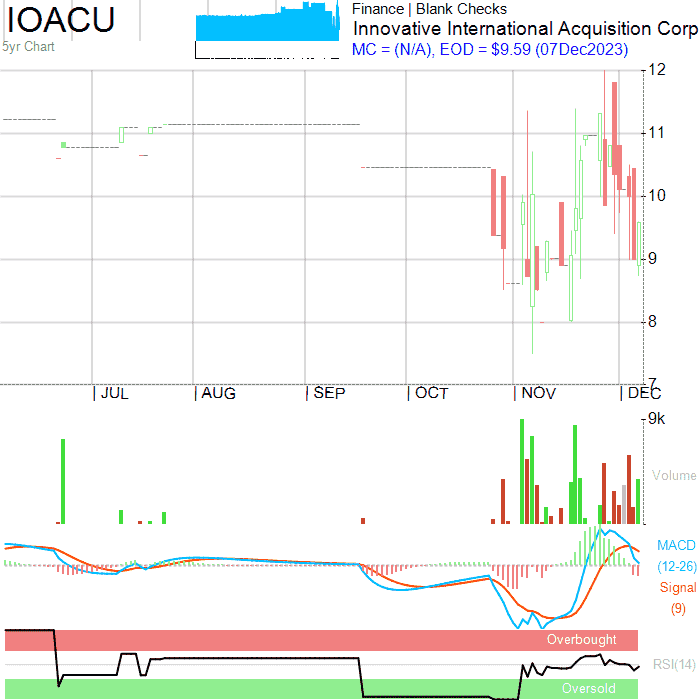 IOACU
5yr Chart
Finance | Blank Checks
Innovative International Acquisition Corp
MC = (N/A), EOD = $9.59 (07Dec2023)
12
11
10
9
8
7
JUL
AUG
SEP
OCT
NOV
DEC
9k
Volume
MACD
(12-26)
Signal
(9)
Overbought
RSI(14)
Oversold